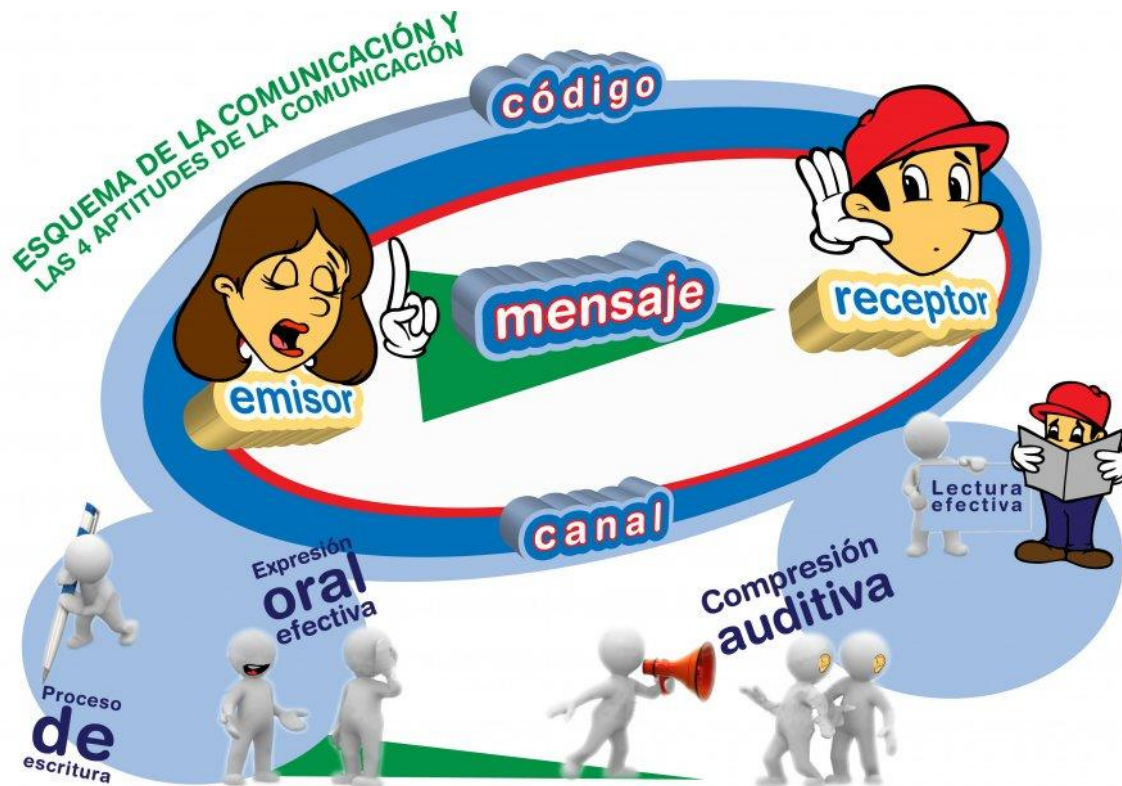 ESQUEMA DE LA COMUNICACIÓN Y
LAS 4 APTITUDES DE LA COMUNICACIÓN
código
mensaje
receptor
emisor
canal
Lectura
efectiva
Expresión
oral
efectiva
Compresión
auditiva
Proceso
de
escritura